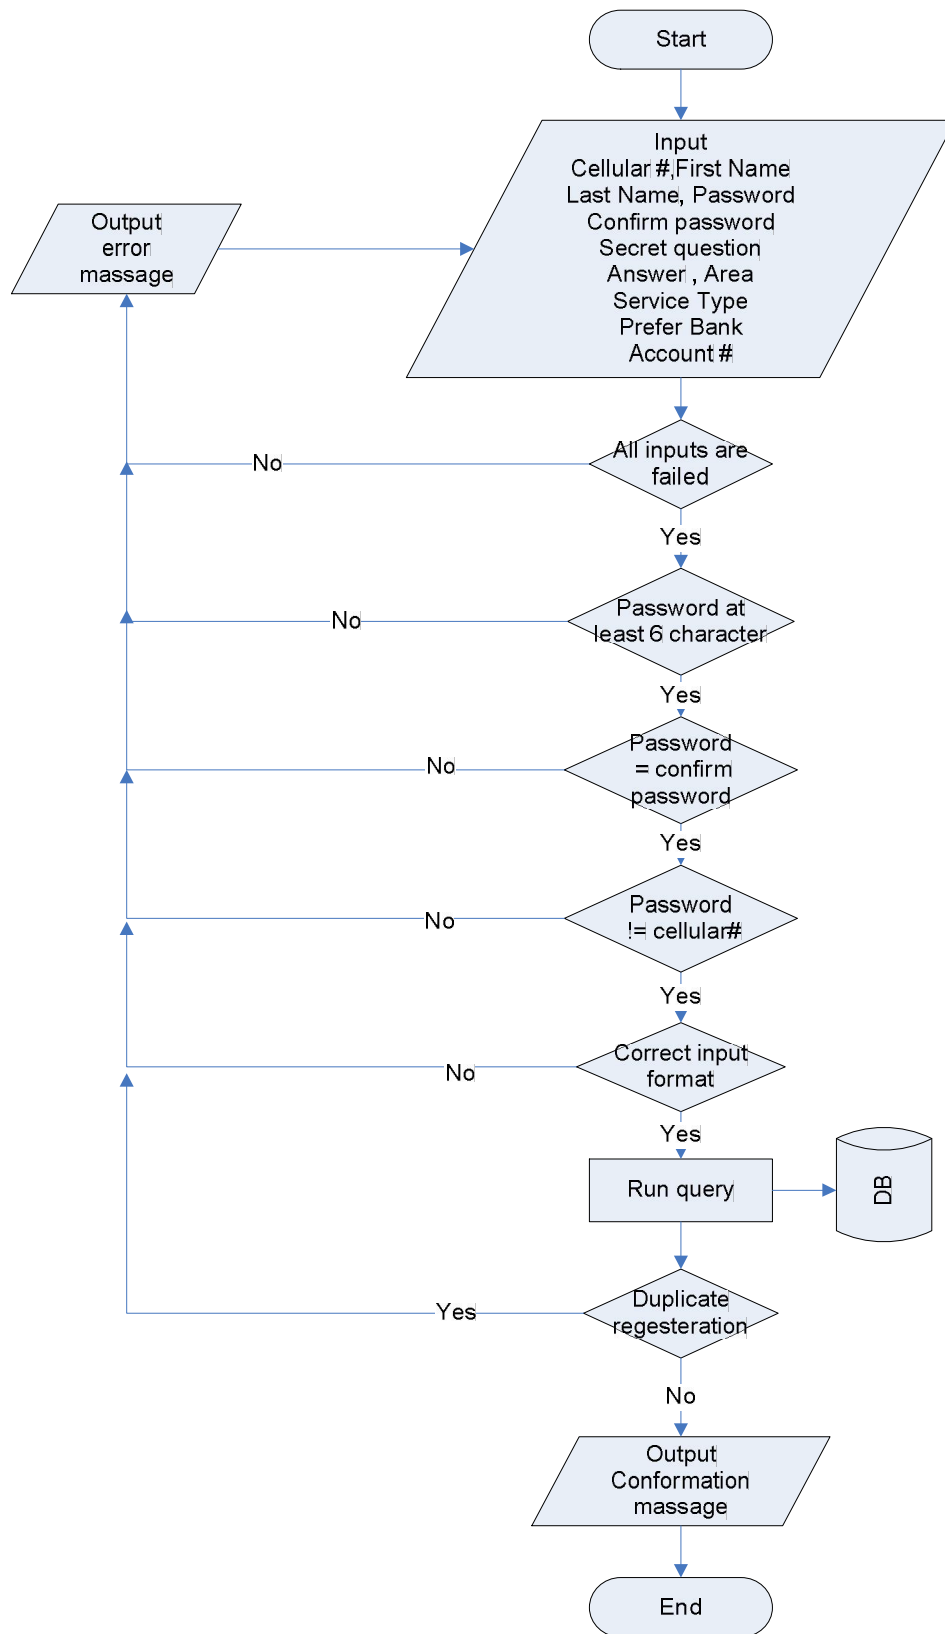 Start
Input
Cellular #,First Name
Last Name, Password
Confirm password
Secret question
Answer , Area
Service Type
Prefer Bank
Account #
Output
error
massage
All inputs are
failed
No
Yes
Password at
least 6 character
No
Yes
Password
= confirm
password
No
Yes
Password
!= cellular#
No
Yes
Correct input
format
No
Yes
Run query
DB
Duplicate
regesteration
Yes
No
Output
Conformation
massage
End